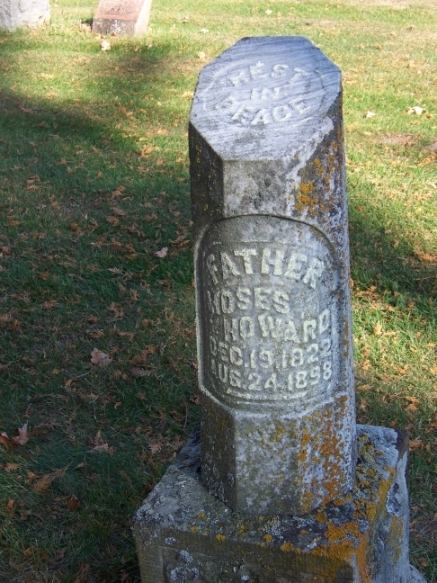 REST
IN
PEACE
FATHER
MOSES
HOWARD
DEC. 19, 1822
AUG. 24, 1898